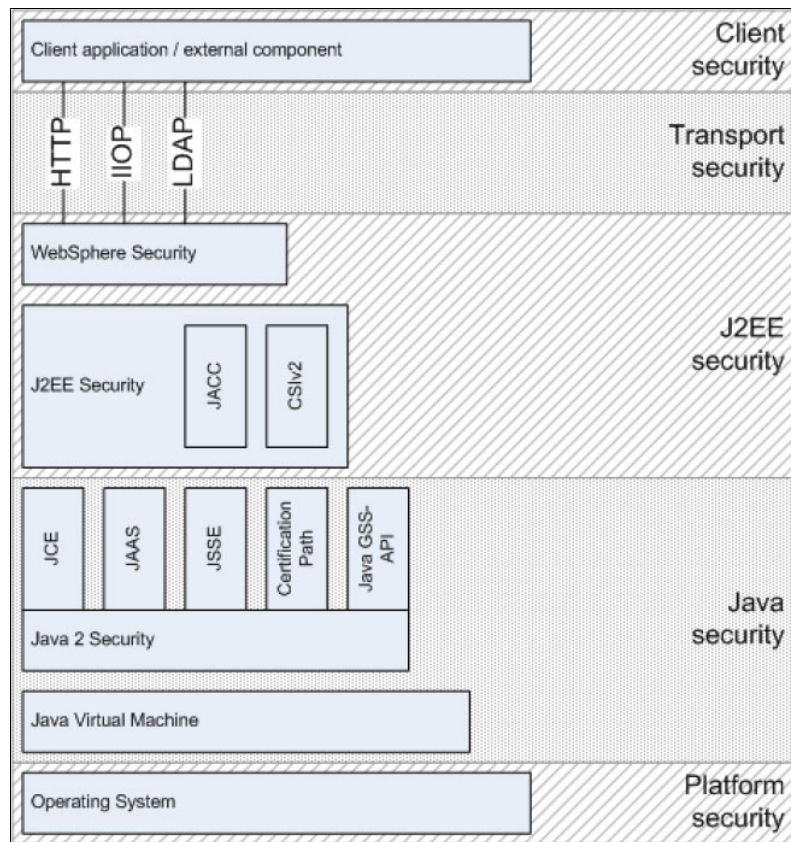 Client application / external component
Client
security
HTTP
IIOP
LDAP
Transport
security
WebSphere Security
J2EE Security
JACC
CSIv2
J2EE
security
JCE
JAAS
JSSE
Certification
Path
Java GSS-
API
Java 2 Security
Java Virtual Machine
Java
security
Operating System
Platform
security